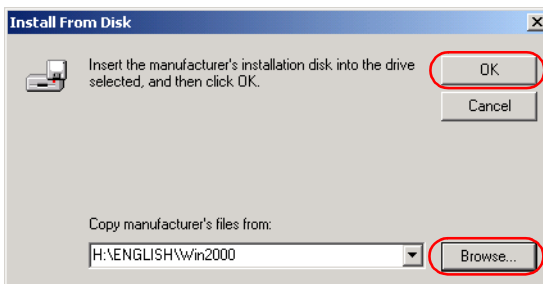 Install From Disk
Insert the manufacturer's installation disk into the drive
selected, and then click OK.
OK
Cancel
Copy manufacturer's files from:
H:\ENGLISH\Win2000
Browse...